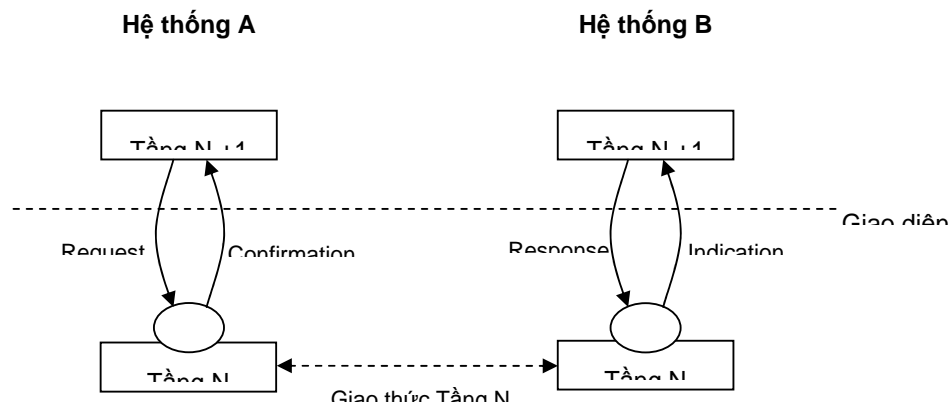 Hệ thống A
Hệ thống B
Tầng N +1
Tầng N +1
Giao diện
Request
Confirmation
Response
Indication
Tầng N
Tầng N
Giao thức Tầng N